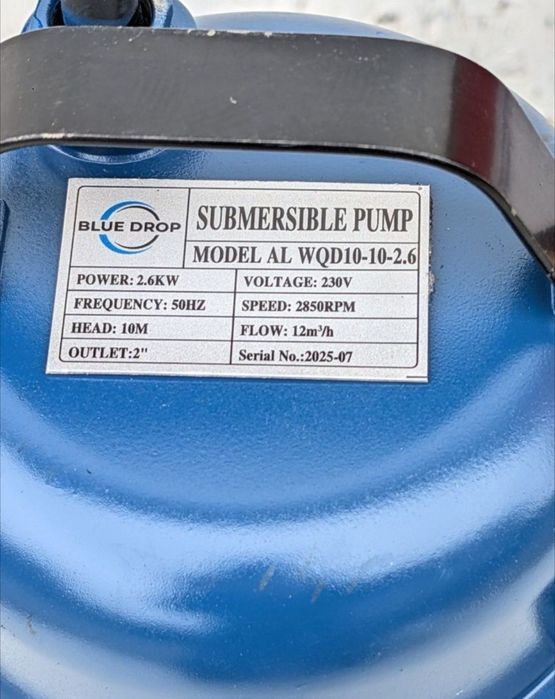 BLUE DROP
SUBMERSIBLE PUMP
MODEL AL WQD10-10-2.6
POWER: 2.6KW
VOLTAGE: 230V
FREQUENCY: 50HZ
SPEED: 2850RPM
HEAD: 10M
FLOW: 12m³/h
OUTLET:2"
Serial No.:2025-07